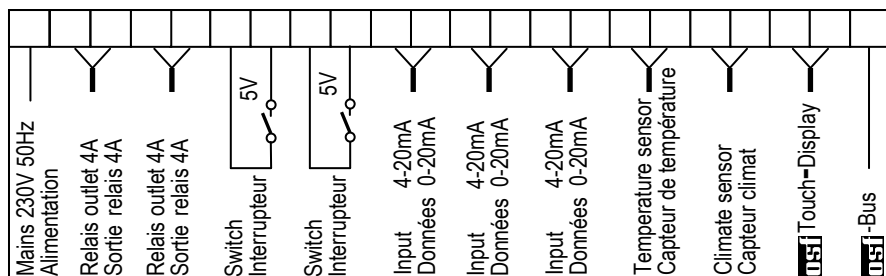 Mains 230V 50Hz
Alimentation
Relais outlet 4A
Sortie relais 4A
Relais outlet 4A
Sortie relais 4A
5V
Switch
Interrupteur
5V
Switch
Interrupteur
Input 4-20mA
Données 0-20mA
Input 4-20mA
Données 0-20mA
Input 4-20mA
Données 0-20mA
Temperature sensor
Capteur de température
Climate sensor
Capteur climat
osf Touch-Display
osf-Bus